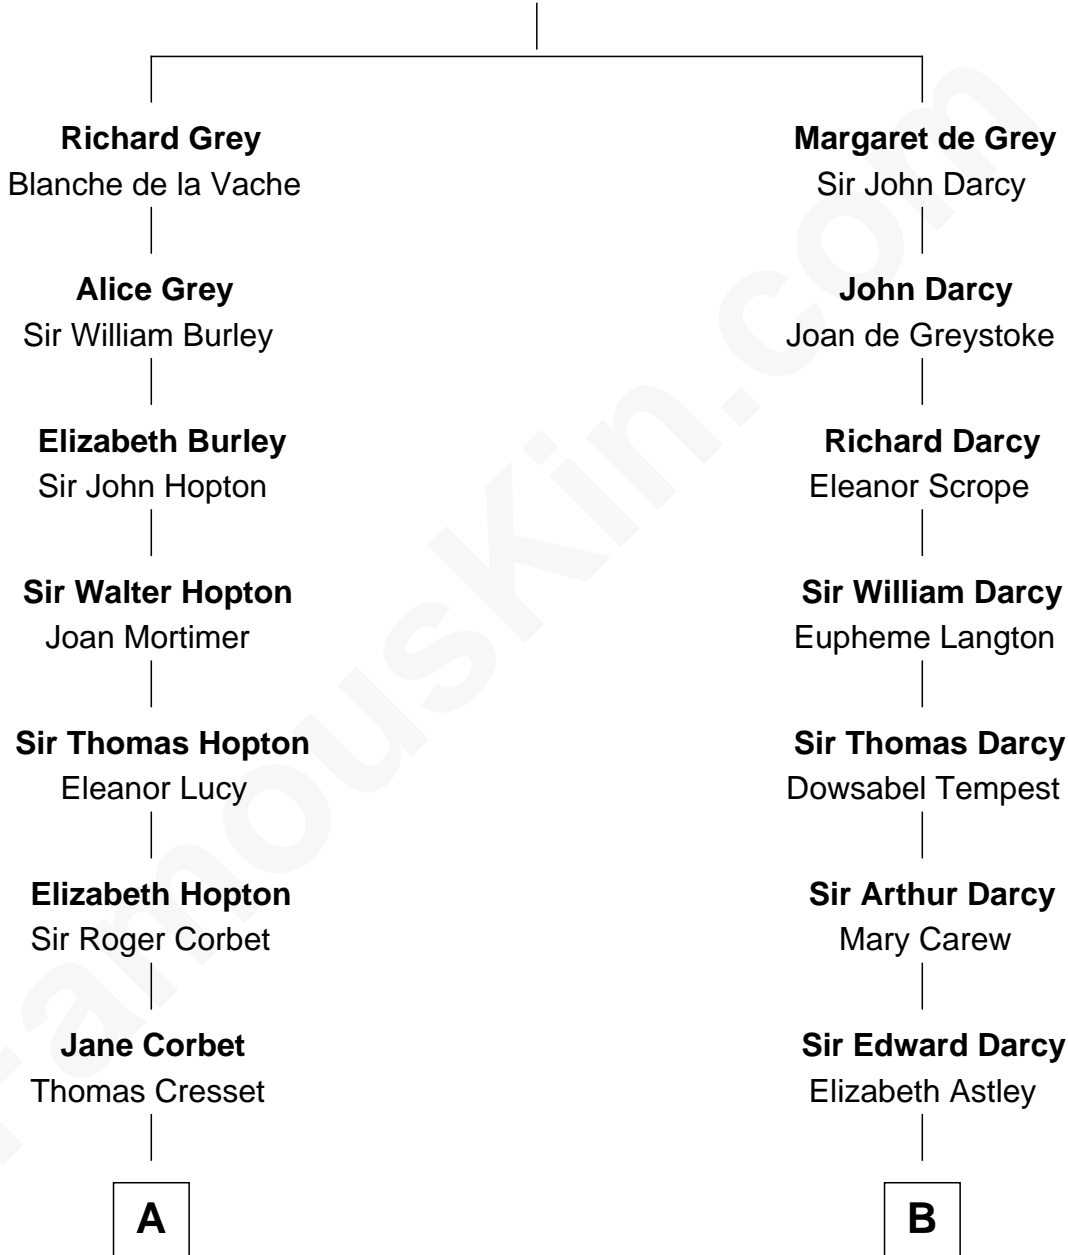 Richard Grey
Blanche de la Vache
Alice Grey
Sir William Burley
Elizabeth Burley
Sir John Hopton
Sir Walter Hopton
Joan Mortimer
Sir Thomas Hopton
Eleanor Lucy
Elizabeth Hopton
Sir Roger Corbet
Jane Corbet
Thomas Cresset
A
Margaret de Grey
Sir John Darcy
John Darcy
Joan de Greystoke
Richard Darcy
Eleanor Scrope
Sir William Darcy
Eupheme Langton
Sir Thomas Darcy
Dowsabel Tempest
Sir Arthur Darcy
Mary Carew
Sir Edward Darcy
Elizabeth Astley
B
FamousKin.com